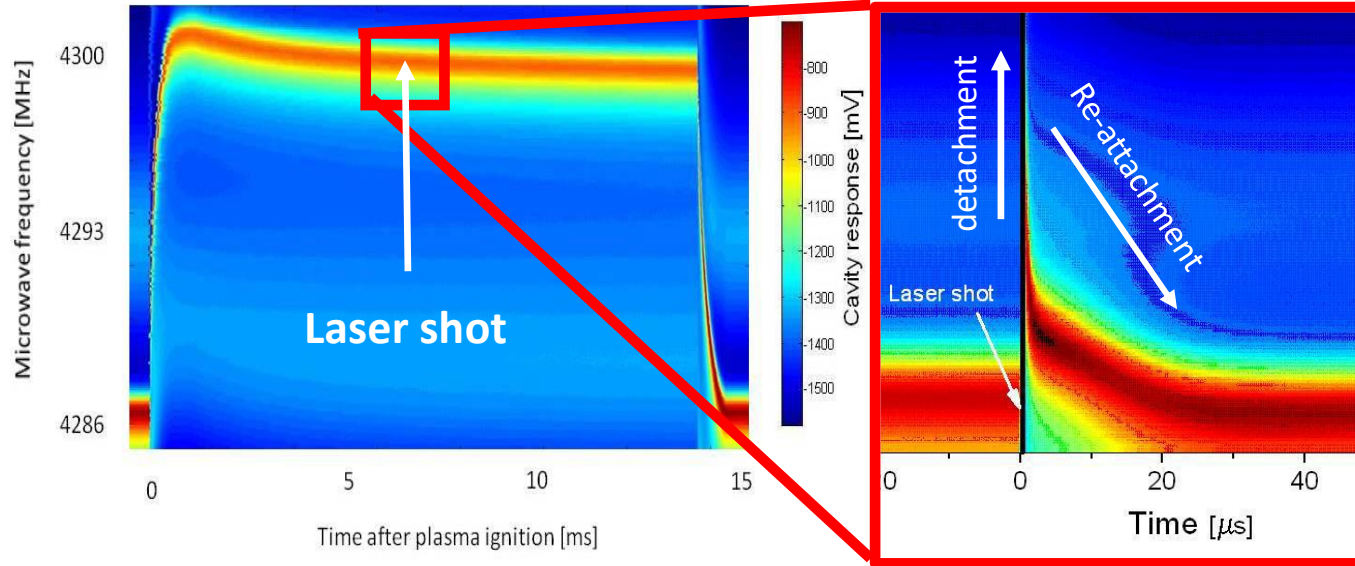 Microwave frequency [MHz]
4300
4293
4286
0
5
10
15
Time after plasma ignition [ms]
Laser shot
-800
-900
-1000
-1100
-1200
-1300
-1400
-1500
Cavity response [mV]
detachment
Re-attachment
Laser shot
0
0
20
40
Time [μs]